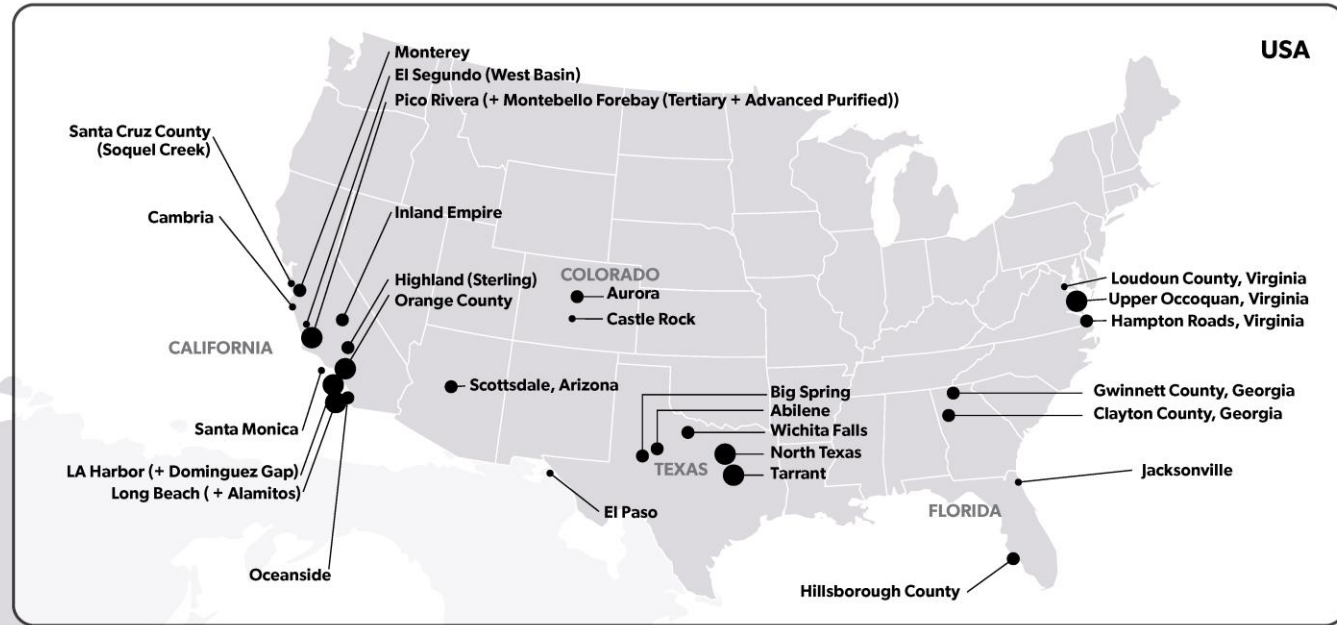 USA
Monterey
El Segundo (West Basin)
Pico Rivera (+ Montebello Forebay (Tertiary + Advanced Purified))
Santa Cruz County
(Soquel Creek)
Cambria
Inland Empire
Highland (Sterling)
Orange County
CALIFORNIA
Santa Monica
LA Harbor (+ Dominguez Gap)
Long Beach ( + Alamitos)
Oceanside
COLORADO
Aurora
Castle Rock
Scottsdale, Arizona
Big Spring
Abilene
Wichita Falls
North Texas
Tarrant
TEXAS
El Paso
Loudoun County, Virginia
Upper Occoquan, Virginia
Hampton Roads, Virginia
Gwinnett County, Georgia
Clayton County, Georgia
Jacksonville
FLORIDA
Hillsborough County